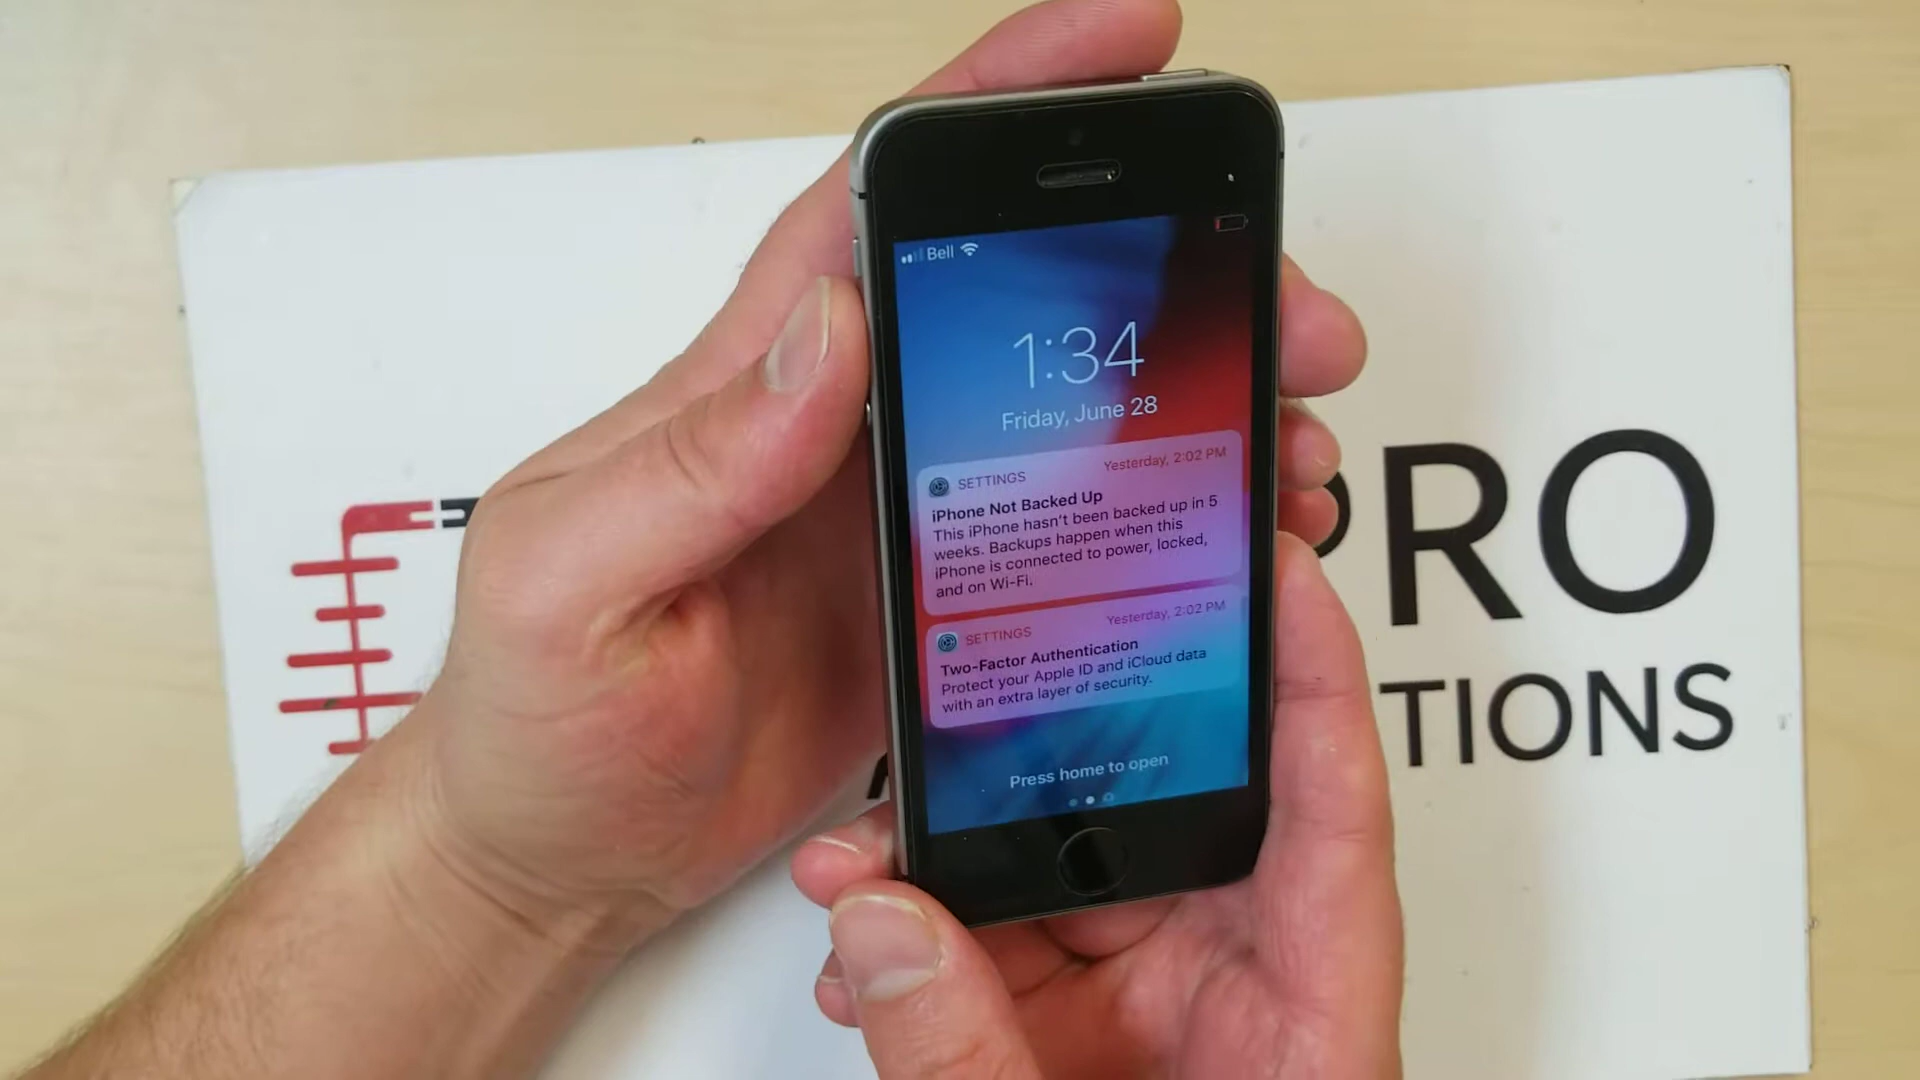 Bell
1:34
Friday, June 28
SETTINGS Yesterday, 2:02 PM
iPhone Not Backed Up
This iPhone hasn't been backed up in 5
weeks. Backups happen when this
iPhone is connected to power, locked,
and on Wi-Fi.
SETTINGS Yesterday, 2:02 PM
Two-Factor Authentication
Protect your Apple ID and iCloud data
with an extra layer of security.
Press home to open
PRO
TIONS